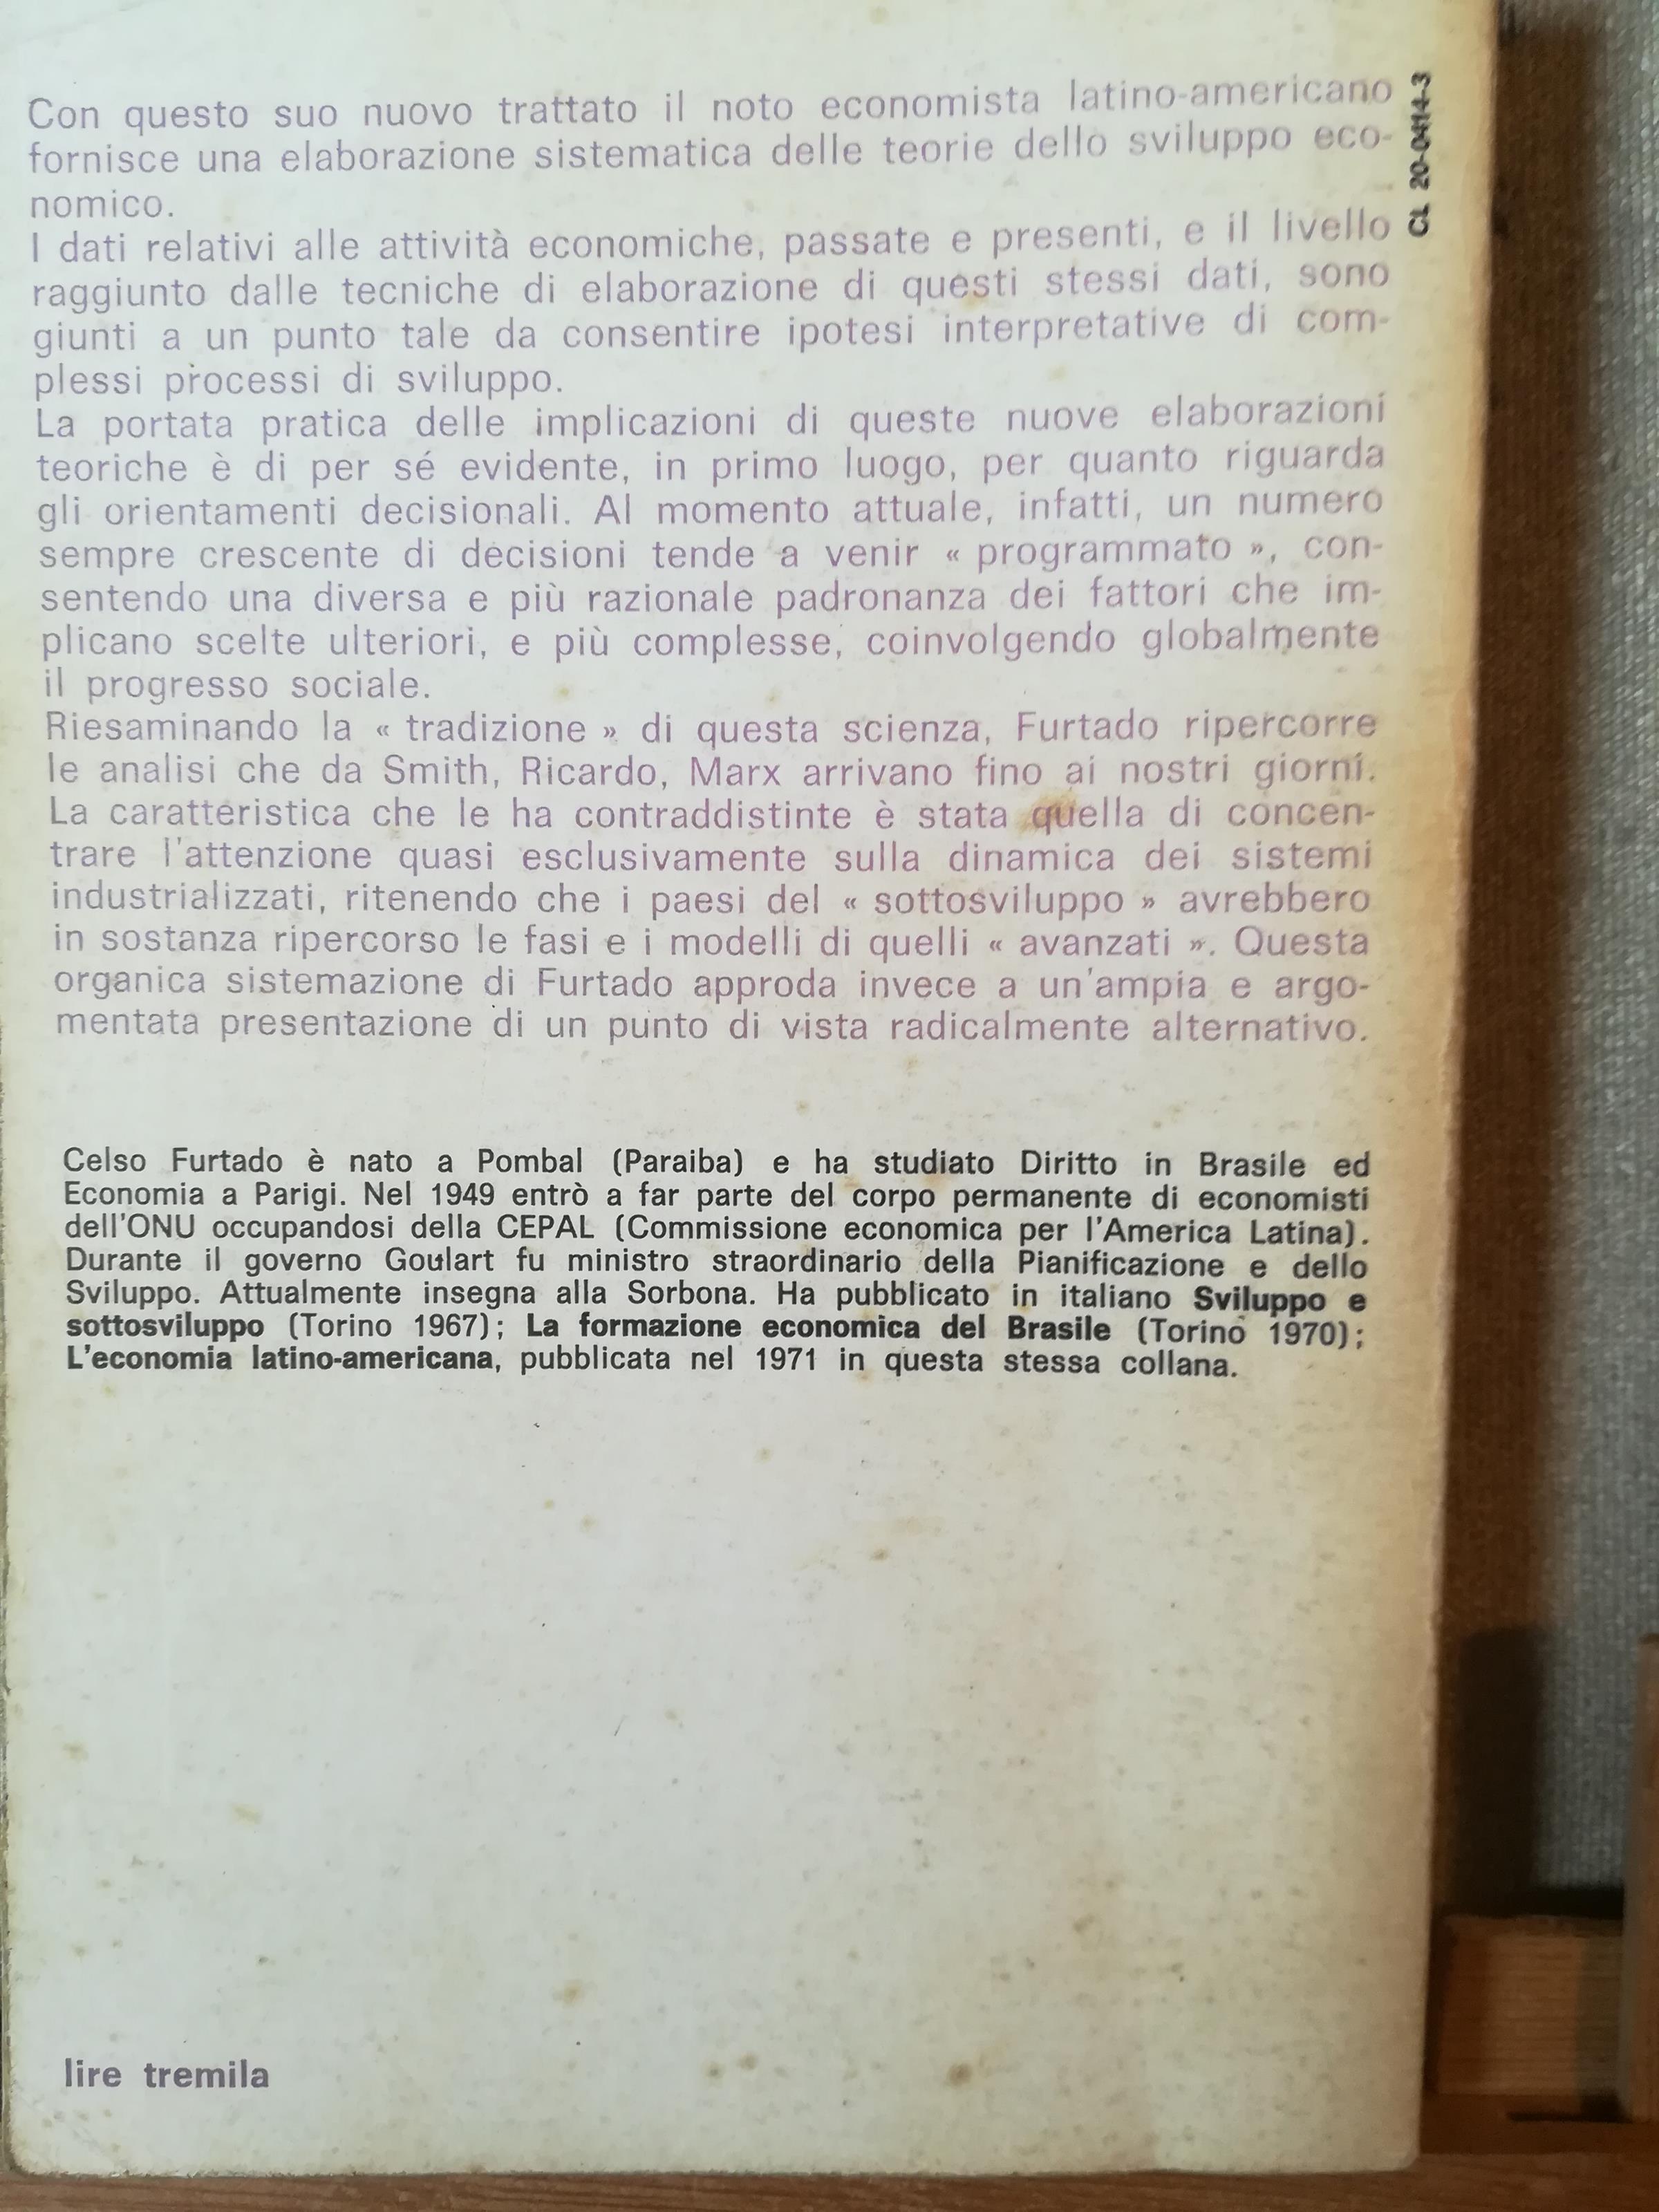 Con questo suo nuovo trattato il noto economista latino-americano
fornisce una elaborazione sistematica delle teorie dello sviluppo eco-
nomico.
I dati relativi alle attività economiche, passate e presenti, e il livello
raggiunto dalle tecniche di elaborazione di questi stessi dati, sono
giunti a un punto tale da consentire ipotesi interpretative di com-
plessi processi di sviluppo.
La portata pratica delle implicazioni di queste nuove elaborazioni
teoriche è di per sé evidente, in primo luogo, per quanto riguarda
gli orientamenti decisionali. Al momento attuale, infatti, un numero
sempre crescente di decisioni tende a venir « programmato », con-
sentendo una diversa e più razionale padronanza dei fattori che im-
plicano scelte ulteriori, e più complesse, coinvolgendo globalmente
il progresso sociale.
Riesaminando la « tradizione » di questa scienza, Furtado ripercorre
le analisi che da Smith, Ricardo, Marx arrivano fino ai nostri giorni.
La caratteristica che le ha contraddistinte è stata quella di concen-
trare l'attenzione quasi esclusivamente sulla dinamica dei sistemi
industrializzati, ritenendo che i paesi del « sottosviluppo » avrebbero
in sostanza ripercorso le fasi e i modelli di quelli « avanzati ». Questa
organica sistemazione di Furtado approda invece a un'ampia e argo-
mentata presentazione di un punto di vista radicalmente alternativo.
Celso Furtado è nato a Pombal (Paraiba) e ha studiato Diritto in Brasile ed
Economia a Parigi. Nel 1949 entrò a far parte del corpo permanente di economisti
dell'ONU occupandosi della CEPAL (Commissione economica per l'America Latina).
Durante il governo Goulart fu ministro straordinario della Pianificazione e dello
Sviluppo. Attualmente insegna alla Sorbona. Ha pubblicato in italiano Sviluppo e
sottosviluppo (Torino 1967); La formazione economica del Brasile (Torino 1970);
L'economia latino-americana, pubblicata nel 1971 in questa stessa collana.
lire tremila
CL 20-0414-3